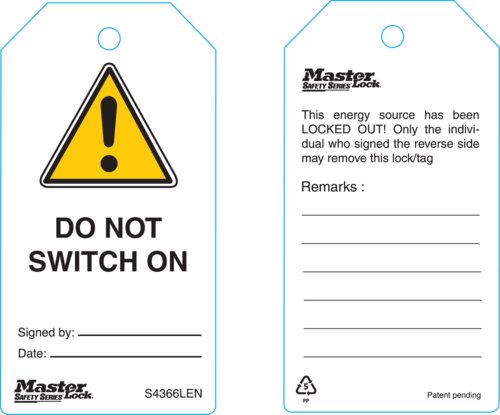 !
DO NOT
SWITCH ON
Signed by:
Date:
Master Lock
SAFETY SERIES
S4366LEN
Master Lock
SAFETY SERIES
This energy source has been
LOCKED OUT! Only the indivi-
dual who signed the reverse side
may remove this lock/tag
Remarks :
5
PP
Patent pending